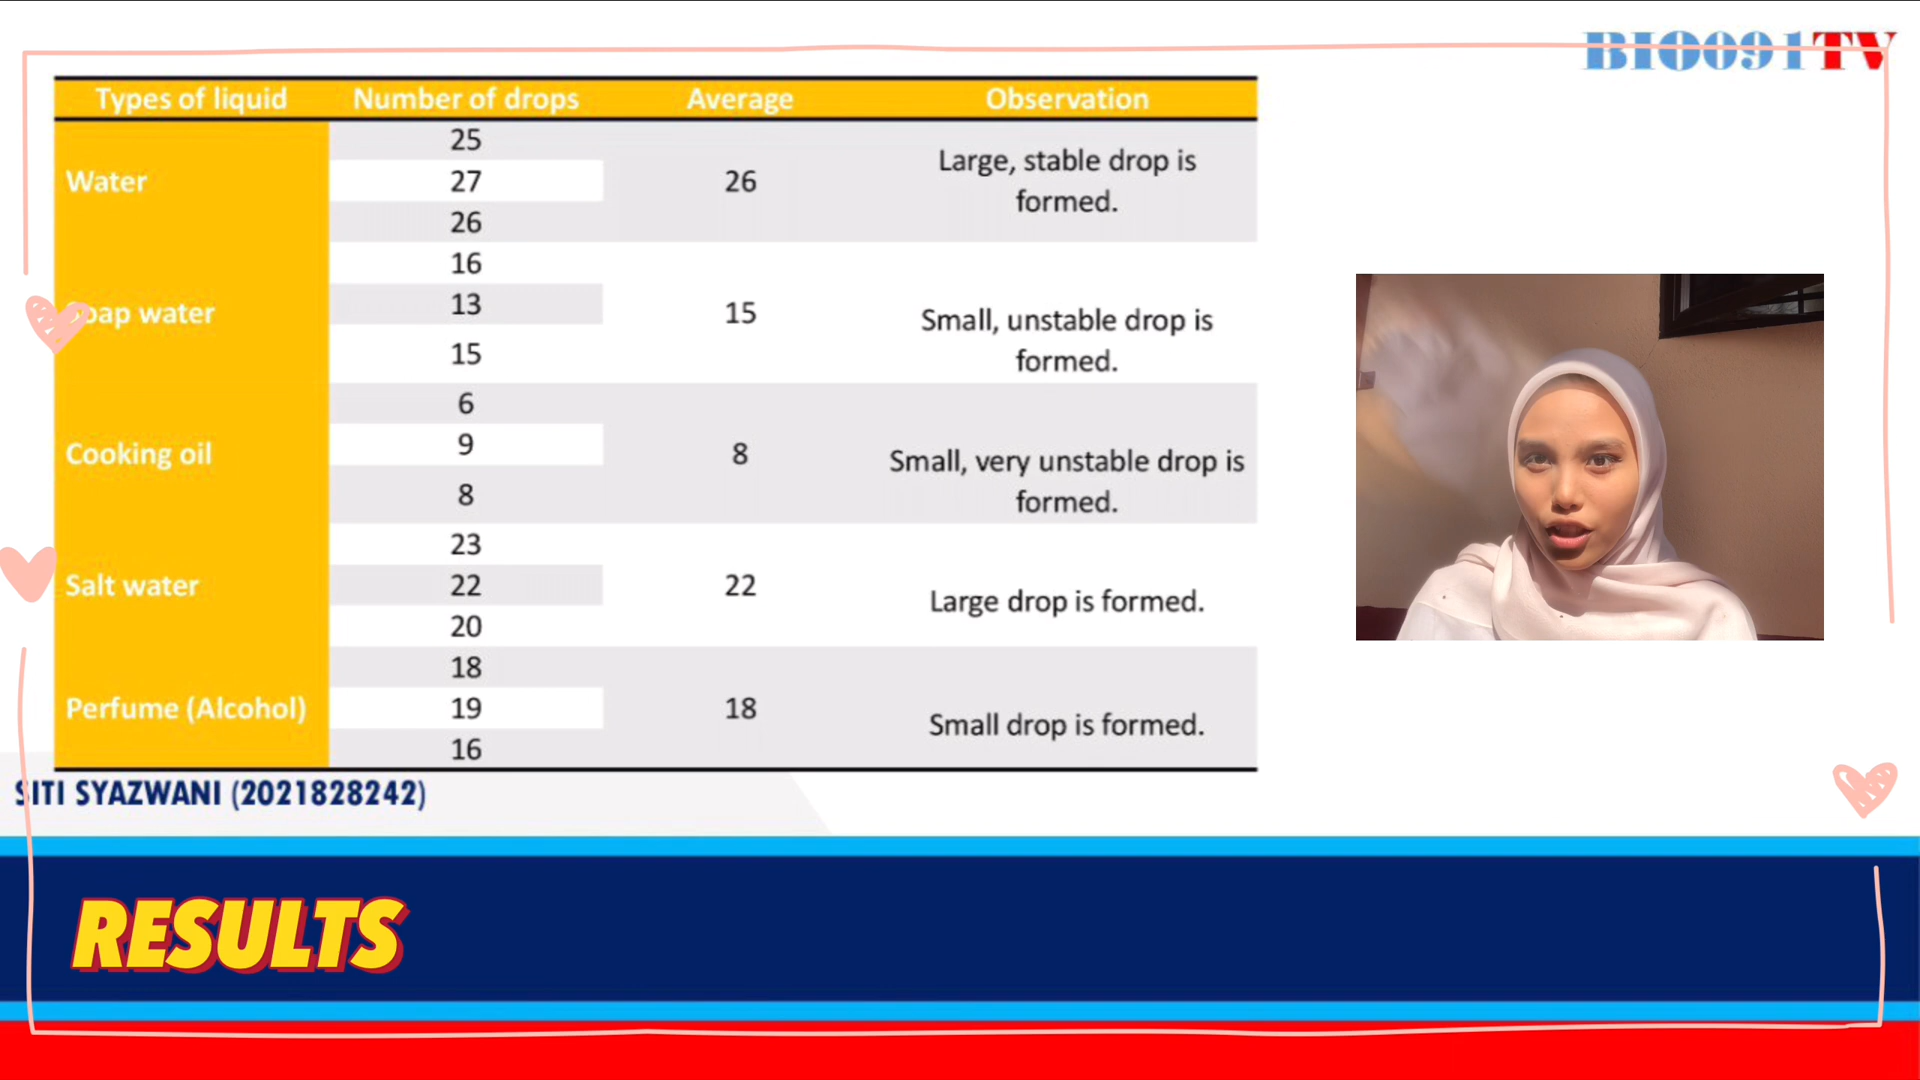 BIO091TV
Types of liquid Number of drops Average Observation
Water 25 27 26 26 Large, stable drop is
formed.
water 16 13 15 15 Small, unstable drop is
formed.
Cooking oil 6 9 8 8 Small, very unstable drop is
formed.
Salt water 23 22 20 22 Large drop is formed.
Perfume (Alcohol) 18 19 16 18 Small drop is formed.
SITI SYAZWANI (2021828242)
RESULTS